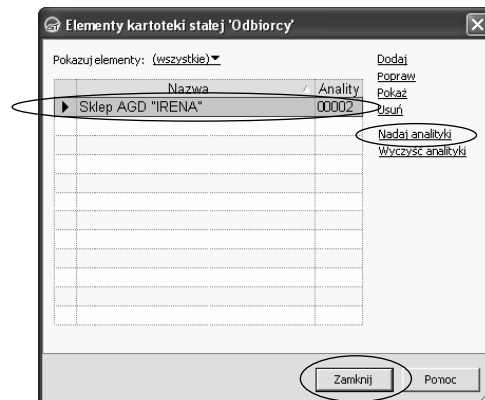 Elementy kartoteki stałej 'Odbiorcy'
Pokazuj elementy: (wszystkie)
Nazwa Anality
Sklep AGD "IRENA" 00002
Dodaj
Popraw
Pokaż
Usuń
Nadaj analityki
Wyczyść analityki
Zamknij Pomoc